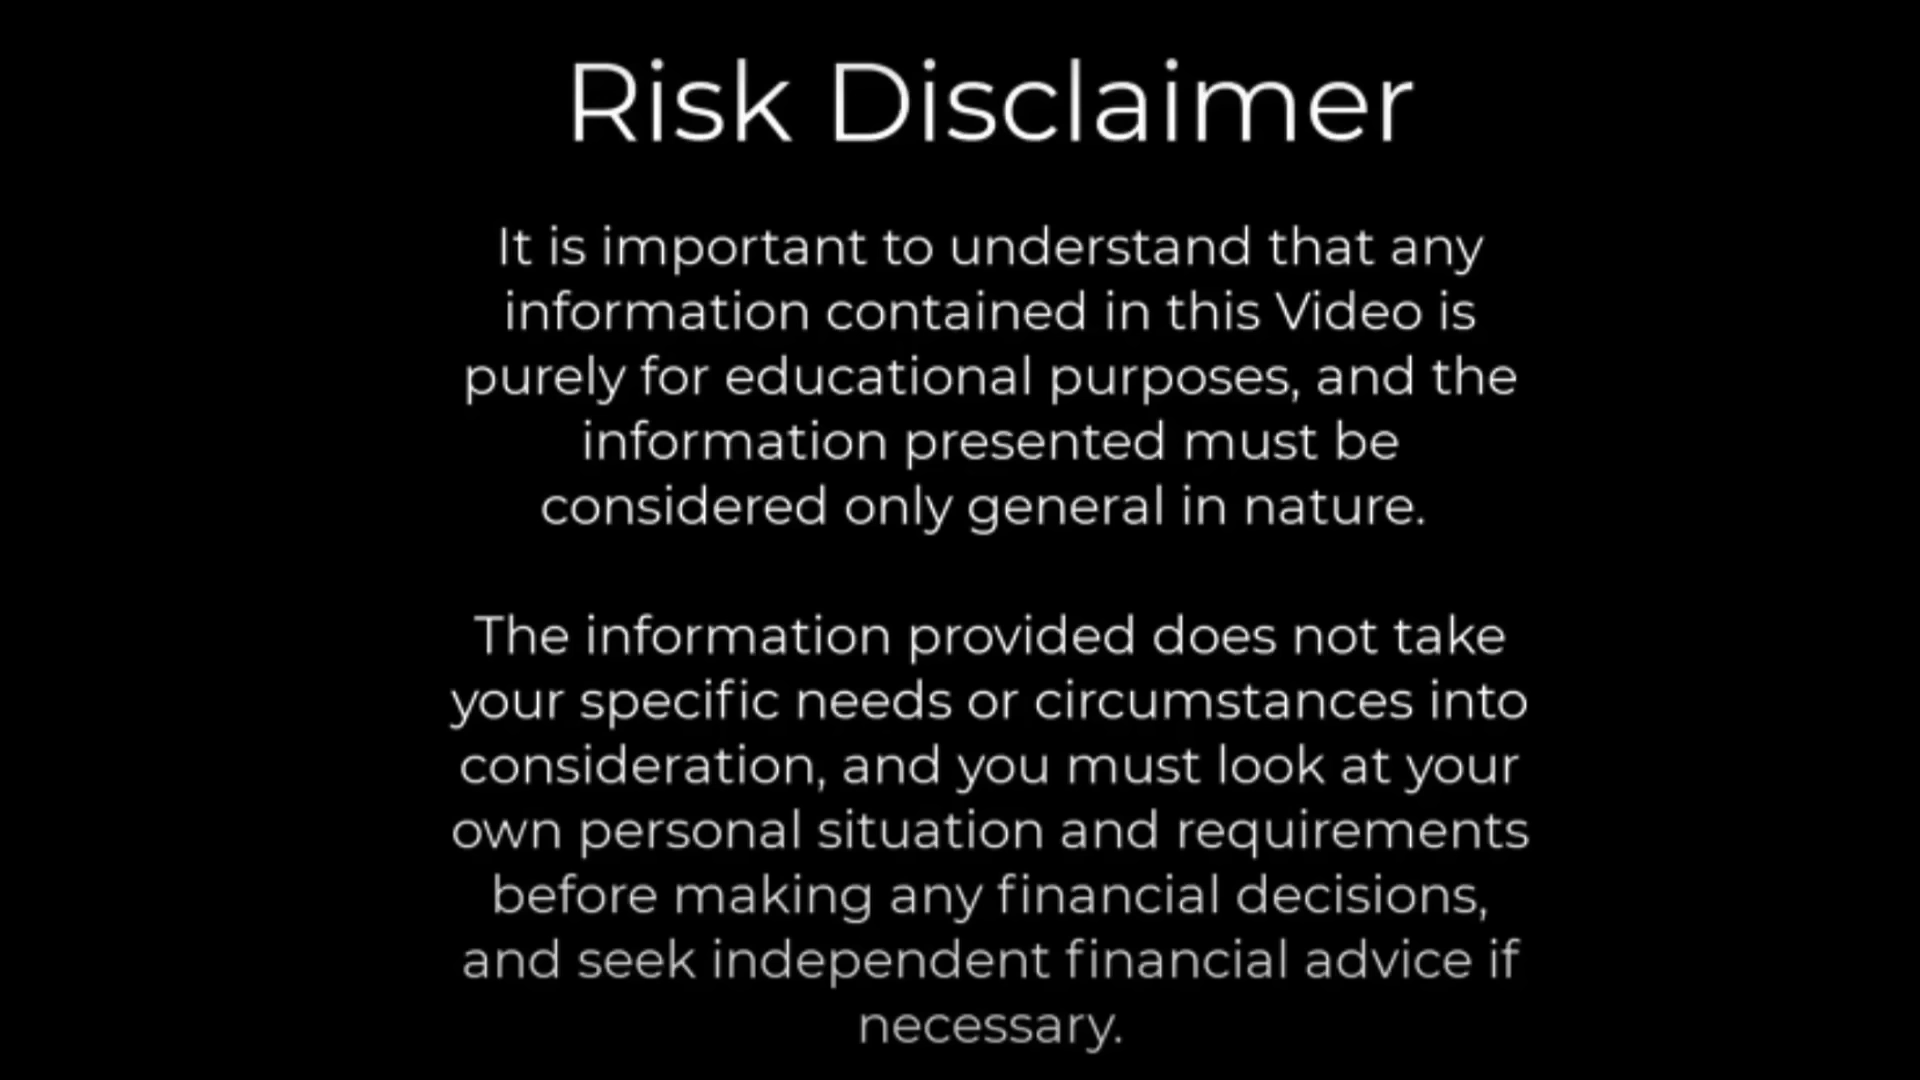 Risk Disclaimer
It is important to understand that any
information contained in this Video is
purely for educational purposes, and the
information presented must be
considered only general in nature.
The information provided does not take
your specific needs or circumstances into
consideration, and you must look at your
own personal situation and requirements
before making any financial decisions,
and seek independent financial advice if
necessary.